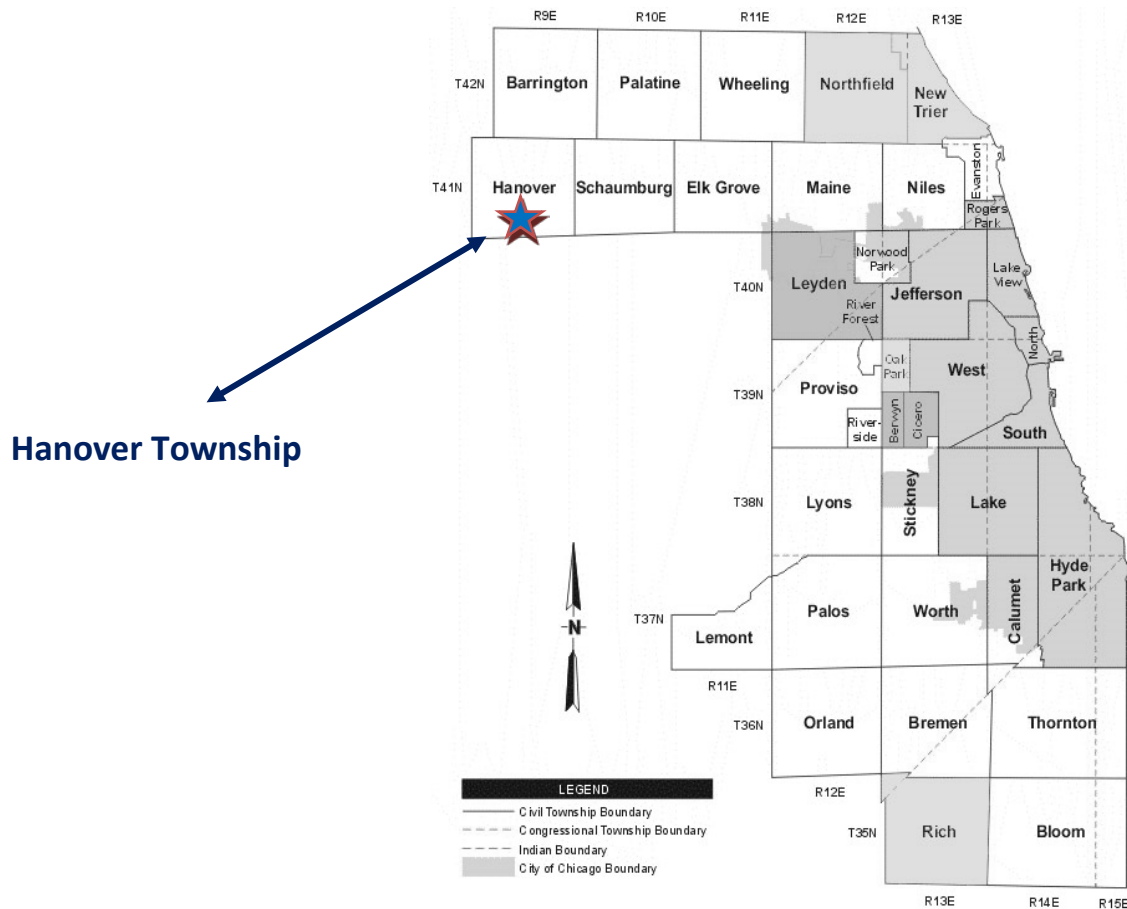 R9E
R10E
R11E
R12E
R13E
T42N
Barrington
Palatine
Wheeling
Northfield
New
Trier
T41N
Hanover
Schaumburg
Elk Grove
Maine
Niles
Evanston
Rogers
Park
Norwood
Park
Lake
View
T40N
Leyden
Jefferson
River
Forest
North
Oak
Park
West
T39N
Proviso
River-
side
Berwyn
Cicero
South
Hanover Township
T38N
Lyons
Stickney
Lake
Hyde
Park
T37N
Palos
Worth
Calumet
Lemont
N
R11E
T36N
Orland
Bremen
Thornton
R12E
LEGEND
Civil Township Boundary
Congressional Township Boundary
Indian Boundary
City of Chicago Boundary
T35N
Rich
Bloom
R13E
R14E
R15E